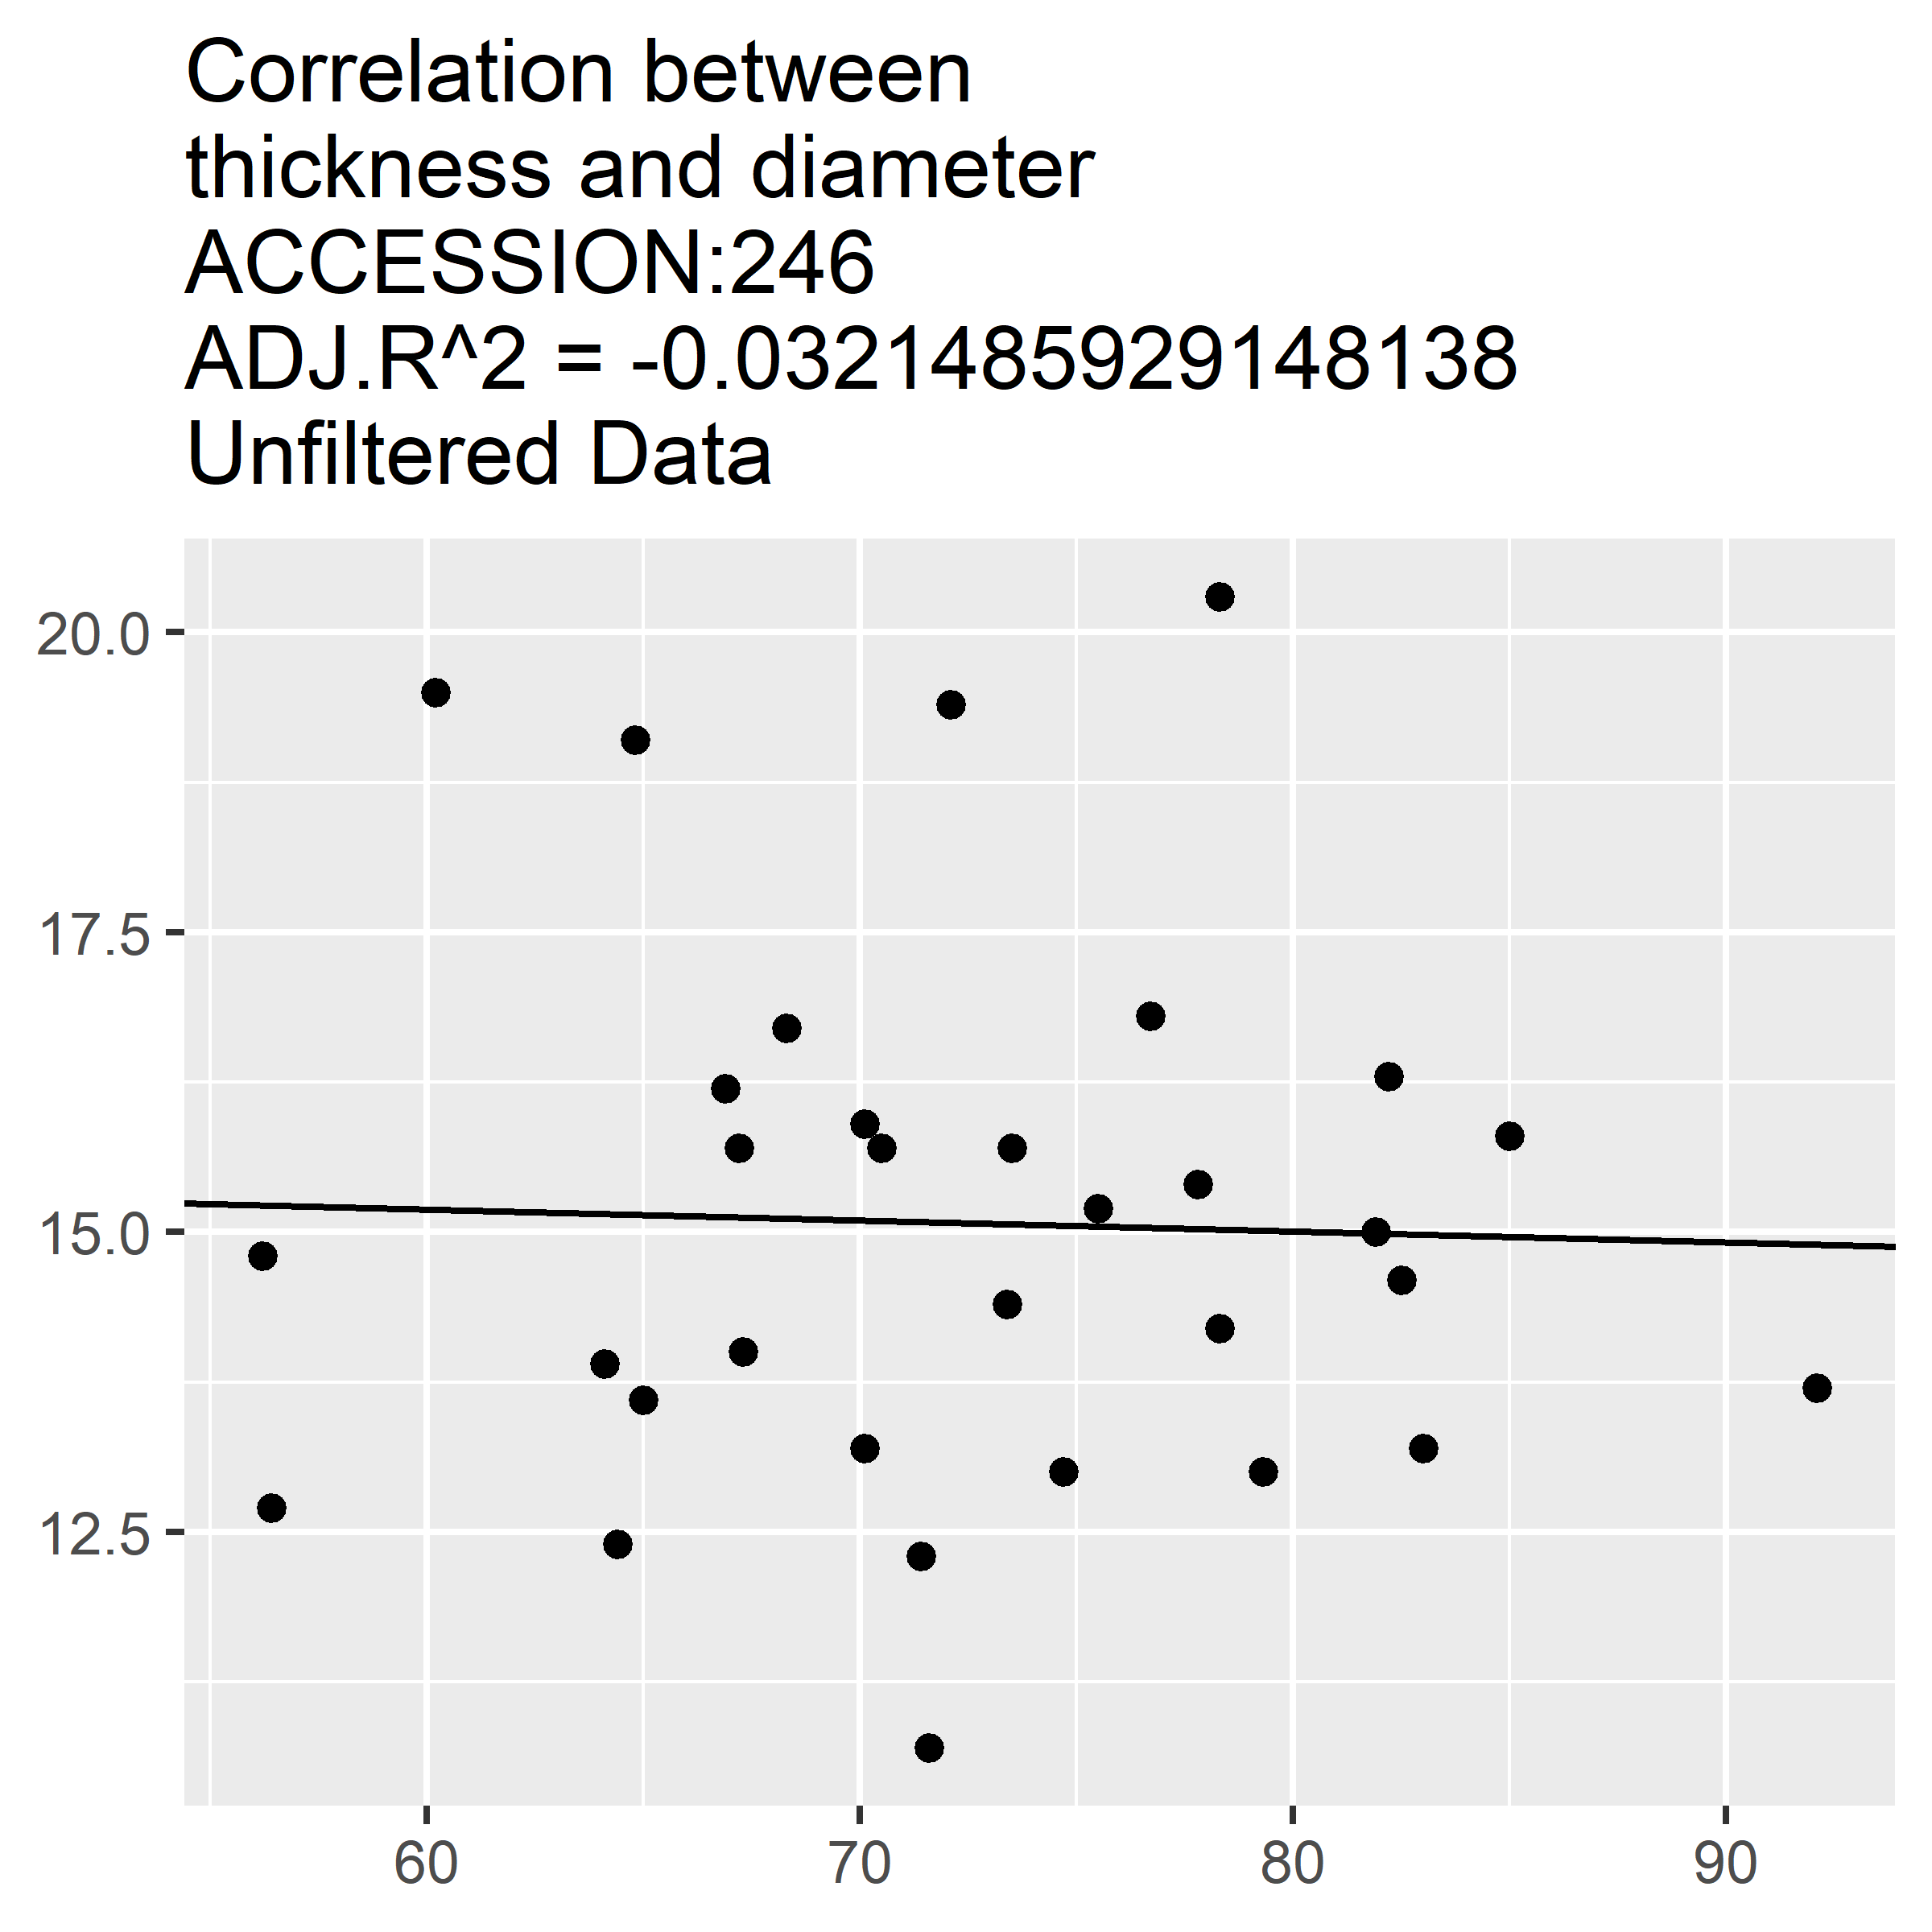 Correlation between
thickness and diameter
ACCESSION:246
ADJ.R^2 = -0.0321485929148138
Unfiltered Data
20.0
17.5
15.0
12.5
60 70 80 90